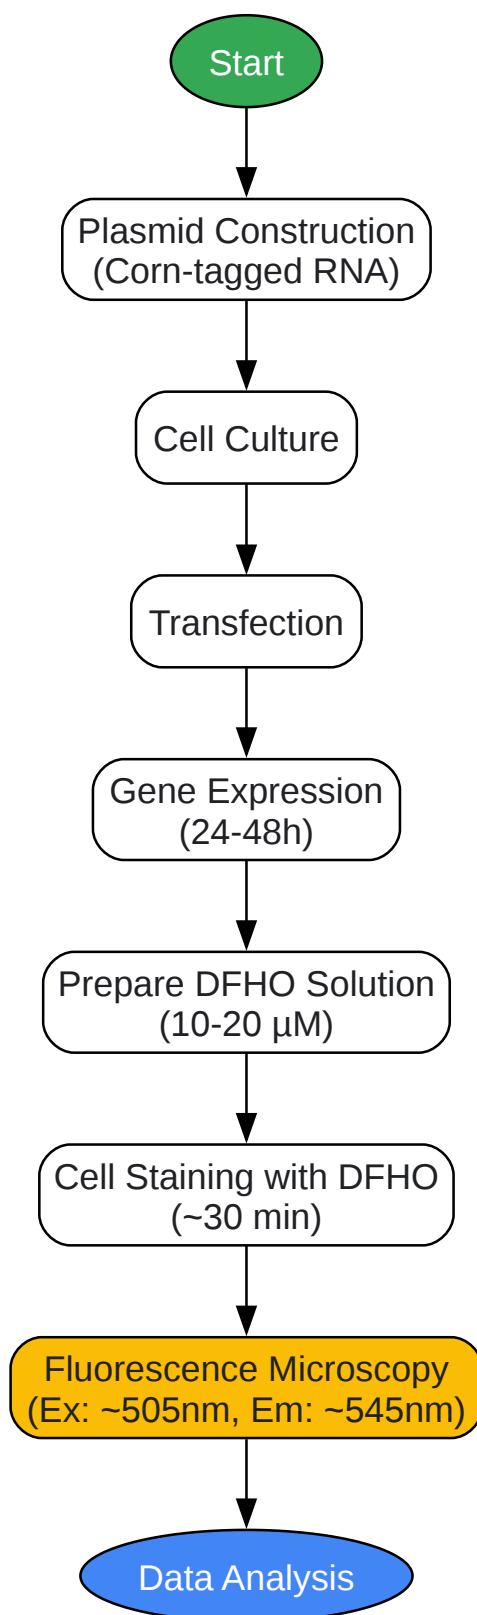 Start
Plasmid Construction
(Corn-tagged RNA)
Cell Culture
Transfection
Gene Expression
(24-48h)
Prepare DFHO Solution
(10-20 µM)
Cell Staining with DFHO
(~30 min)
Fluorescence Microscopy
(Ex: ~505nm, Em: ~545nm)
Data Analysis